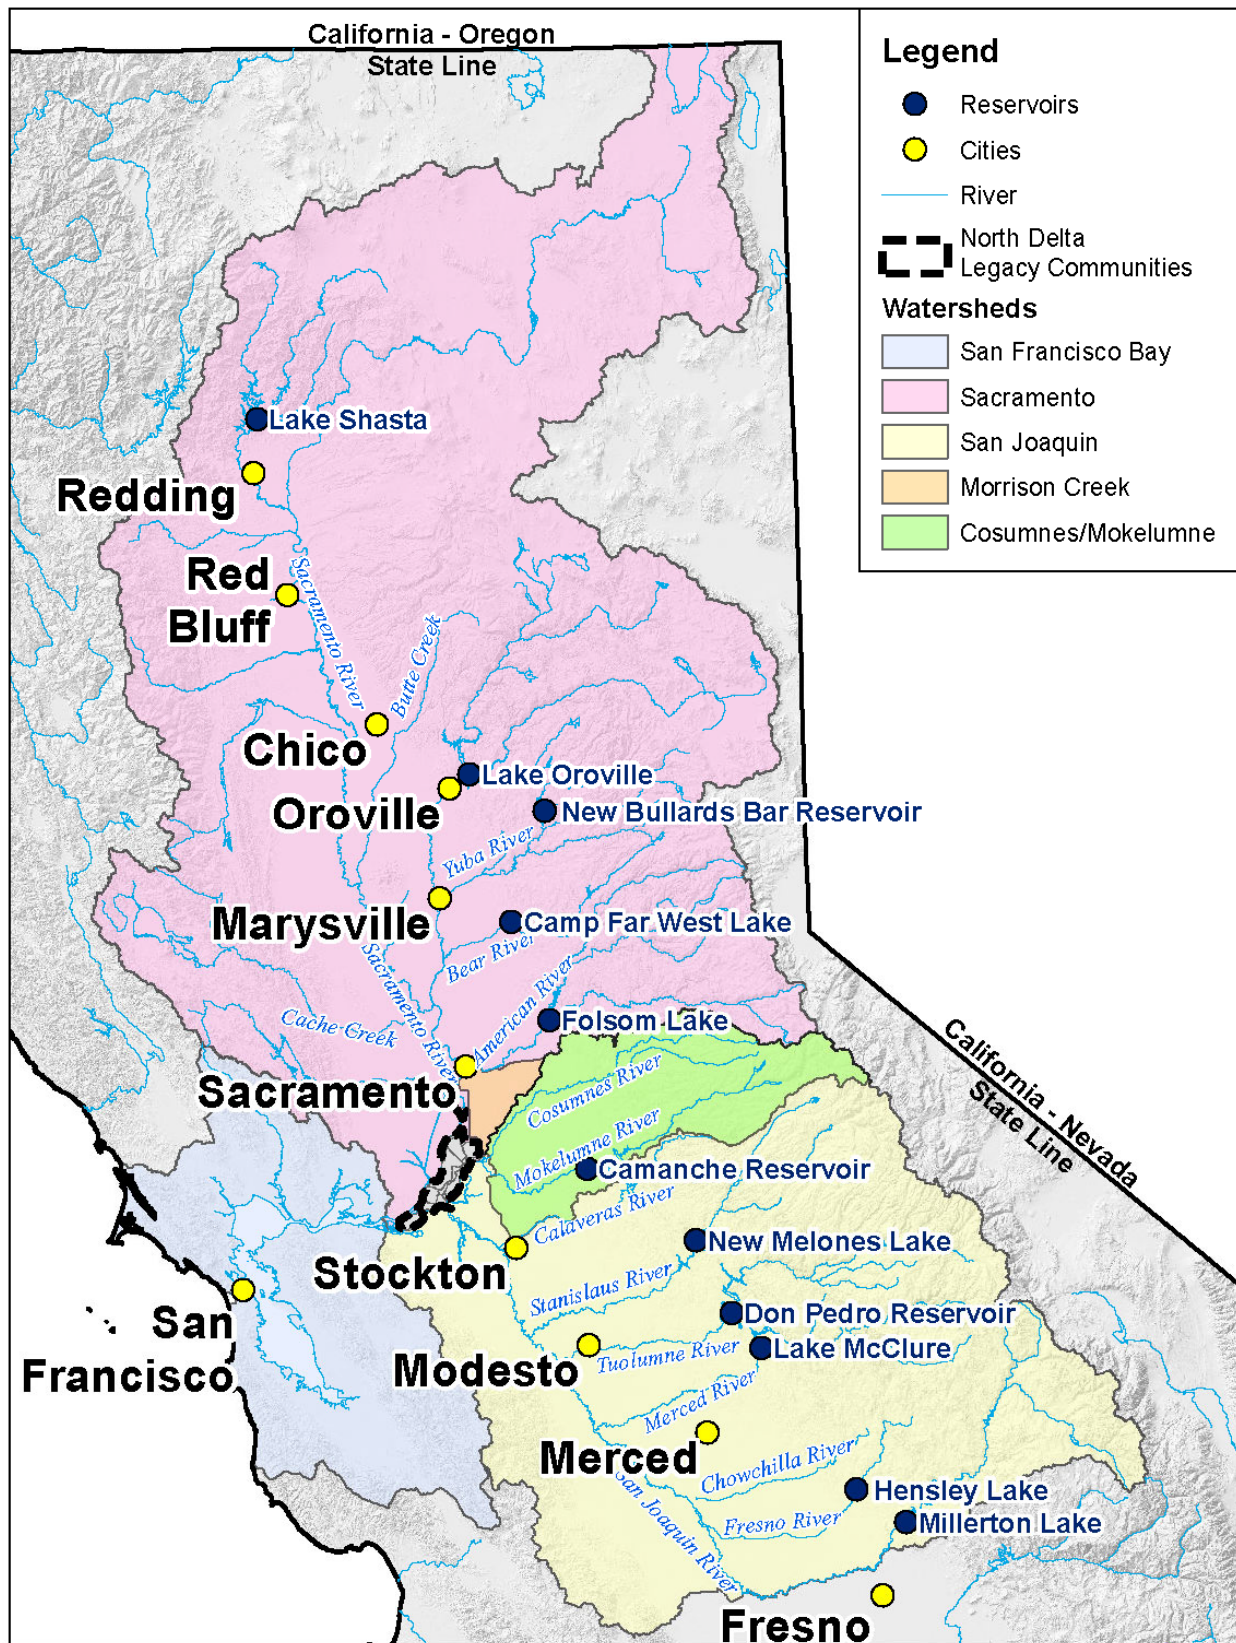 California - Oregon
State Line
Legend
Reservoirs
Cities
River
North Delta
Legacy Communities
Watersheds
San Francisco Bay
Sacramento
San Joaquin
Morrison Creek
Cosumnes/Mokelumne
Lake Shasta
Redding
Red
Bluff
Sacramento River
Butte Creek
Chico
Lake Oroville
Oroville
New Bullards Bar Reservoir
Yuba River
Marysville
Camp Far West Lake
Bear River
Sacramento River
American River
Cache Creek
Folsom Lake
Sacramento
California - Nevada
State Line
Cosumnes River
Mokelumne River
Camanche Reservoir
Calaveras River
New Melones Lake
Stockton
Stanislaus River
San
Francisco
Don Pedro Reservoir
Tuolumne River
Lake McClure
Modesto
Merced River
Merced
Chowchilla River
Hensley Lake
San Joaquin River
Fresno River
Millerton Lake
Fresno